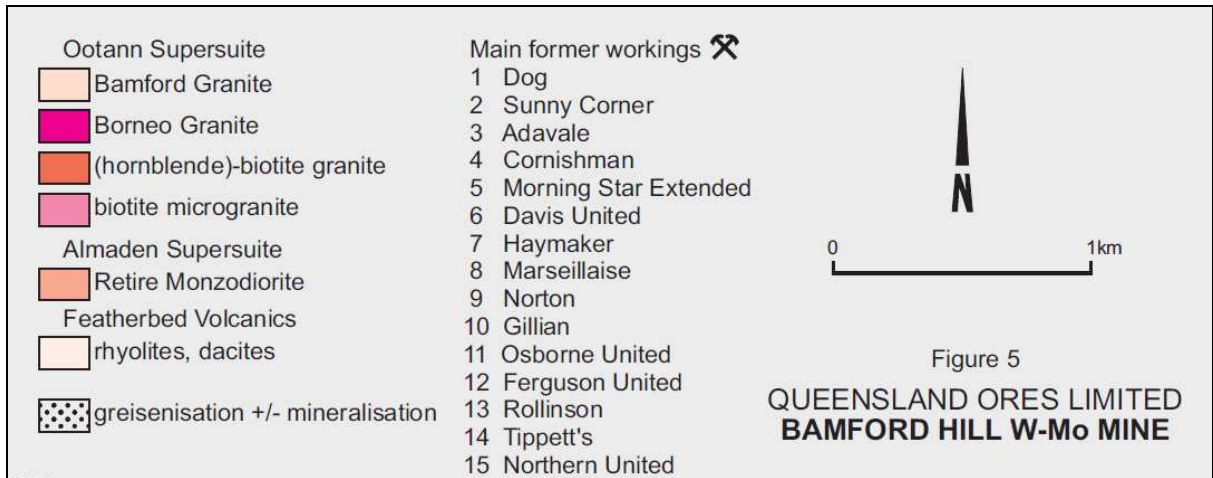 Ootann Supersuite
Bamford Granite
Borneo Granite
(hornblende)-biotite granite
biotite microgranite
Almaden Supersuite
Retire Monzodiorite
Featherbed Volcanics
rhyolites, dacites
greisenisation +/- mineralisation
Main former workings
1 Dog
2 Sunny Corner
3 Adavale
4 Cornishman
5 Morning Star Extended
6 Davis United
7 Haymaker
8 Marseillaise
9 Norton
10 Gillian
11 Osborne United
12 Ferguson United
13 Rollinson
14 Tippett's
15 Northern United
N
0 1km
Figure 5
QUEENSLAND ORES LIMITED
BAMFORD HILL W-Mo MINE